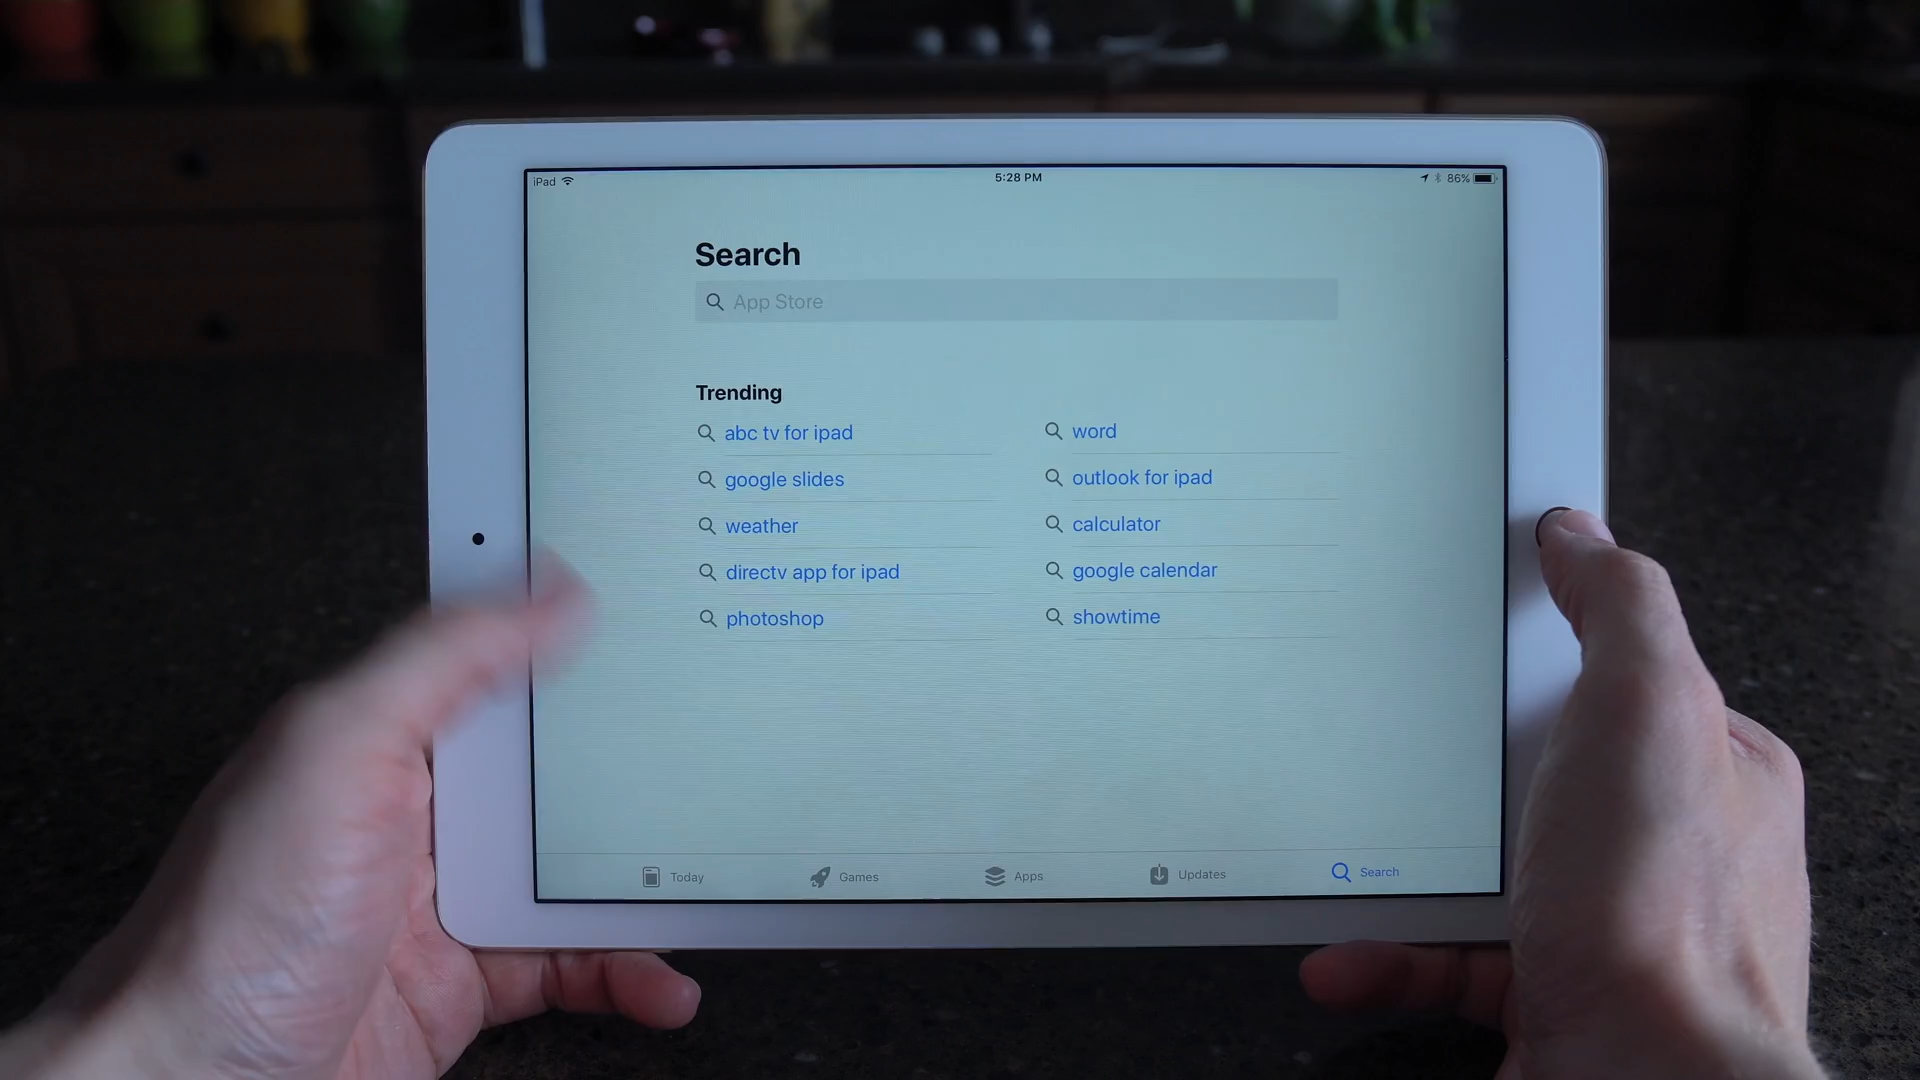 iPad
5:28 PM
86%
Search
App Store
Trending
abc tv for ipad
word
google slides
outlook for ipad
weather
calculator
directv app for ipad
google calendar
photoshop
showtime
Today
Games
Apps
Updates
Search